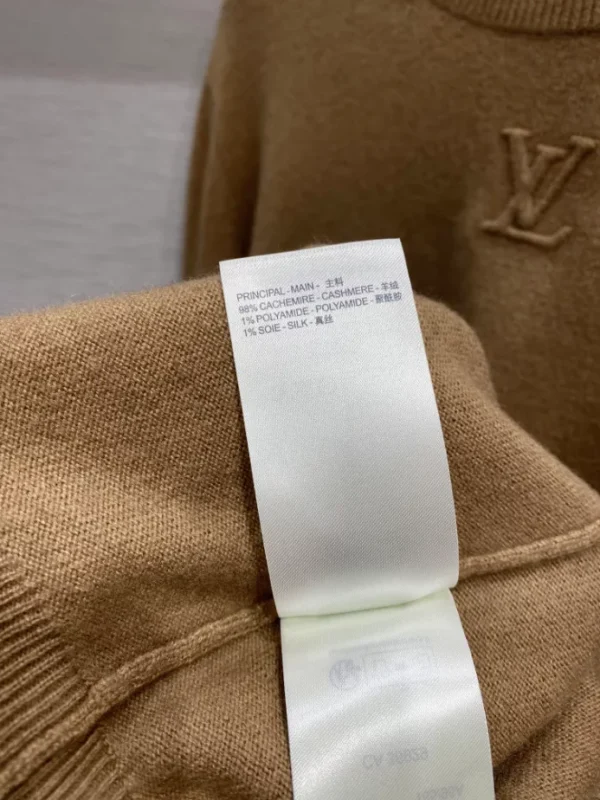 LV
PRINCIPAL - MAIN - 主料
98% CACHEMIRE - CASHMERE - 羊绒
1% POLYAMIDE - POLYAMIDE - 聚酰胺
1% SOIE - SILK - 真丝